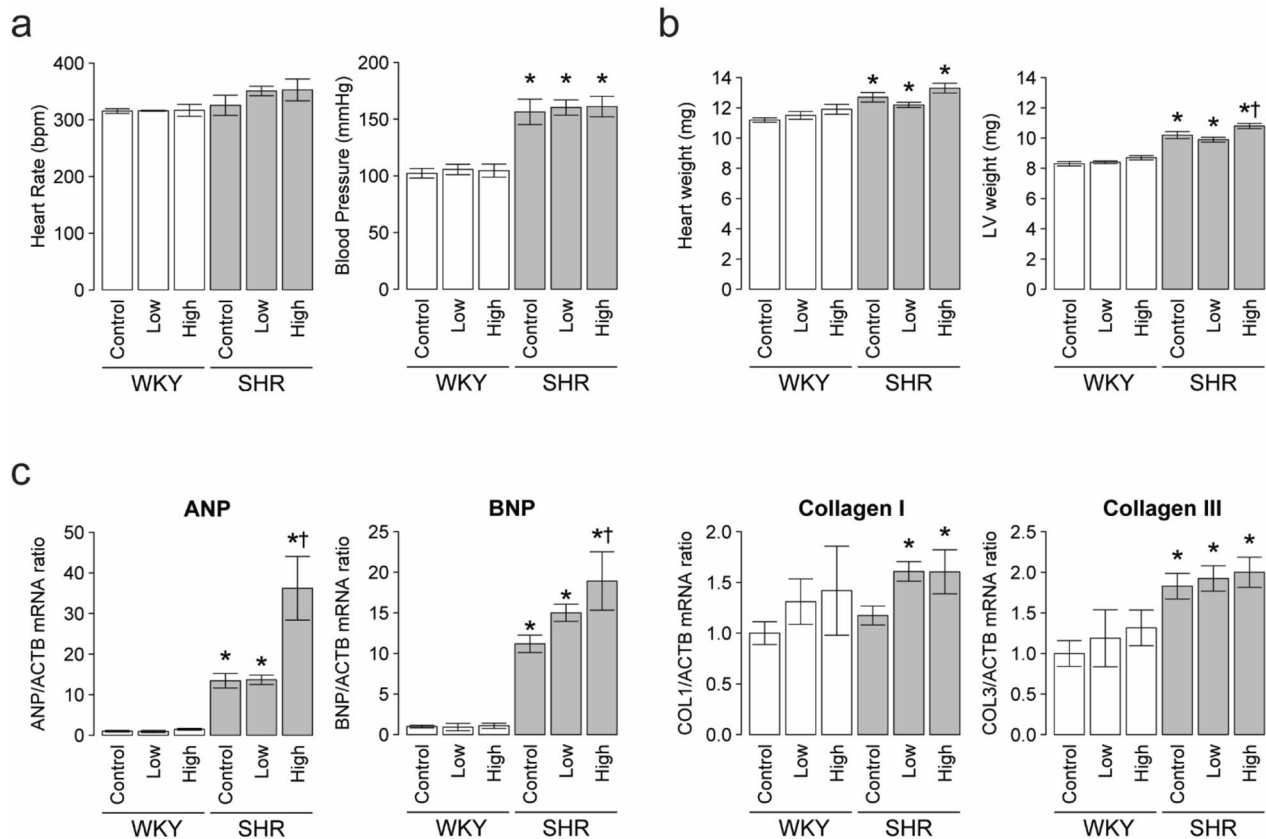 a
Heart Rate (bpm)
400
300
200
100
0
Control
Low
High
Control
Low
High
WKY
SHR
Blood Pressure (mmHg)
200
150
100
50
0
* * *
Control
Low
High
Control
Low
High
WKY
SHR
b
Heart weight (mg)
14
12
10
8
6
4
2
0
* * *
Control
Low
High
Control
Low
High
WKY
SHR
LV weight (mg)
14
12
10
8
6
4
2
0
* * *†
Control
Low
High
Control
Low
High
WKY
SHR
c
ANP
ANP/ACTB mRNA ratio
50
40
30
20
10
0
* * *†
Control
Low
High
Control
Low
High
WKY
SHR
BNP
BNP/ACTB mRNA ratio
25
20
15
10
5
0
* * *†
Control
Low
High
Control
Low
High
WKY
SHR
Collagen I
COL1/ACTB mRNA ratio
2.0
1.5
1.0
0.5
0.0
* *
Control
Low
High
Control
Low
High
WKY
SHR
Collagen III
COL3/ACTB mRNA ratio
2.5
2.0
1.5
1.0
0.5
0.0
* * *
Control
Low
High
Control
Low
High
WKY
SHR